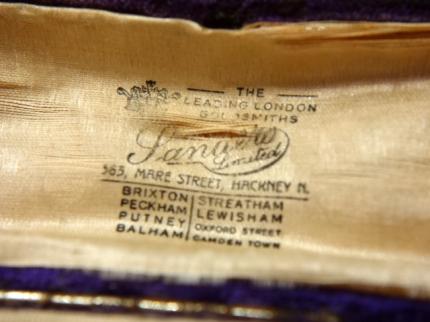 THE
LEADING LONDON
GOLDSMITHS
Limited
363, MARE STREET, HACKNEY N.
BRIXTON STREATHAM
PECKHAM LEWISHAM
PUTNEY OXFORD STREET
BALHAM CAMDEN TOWN